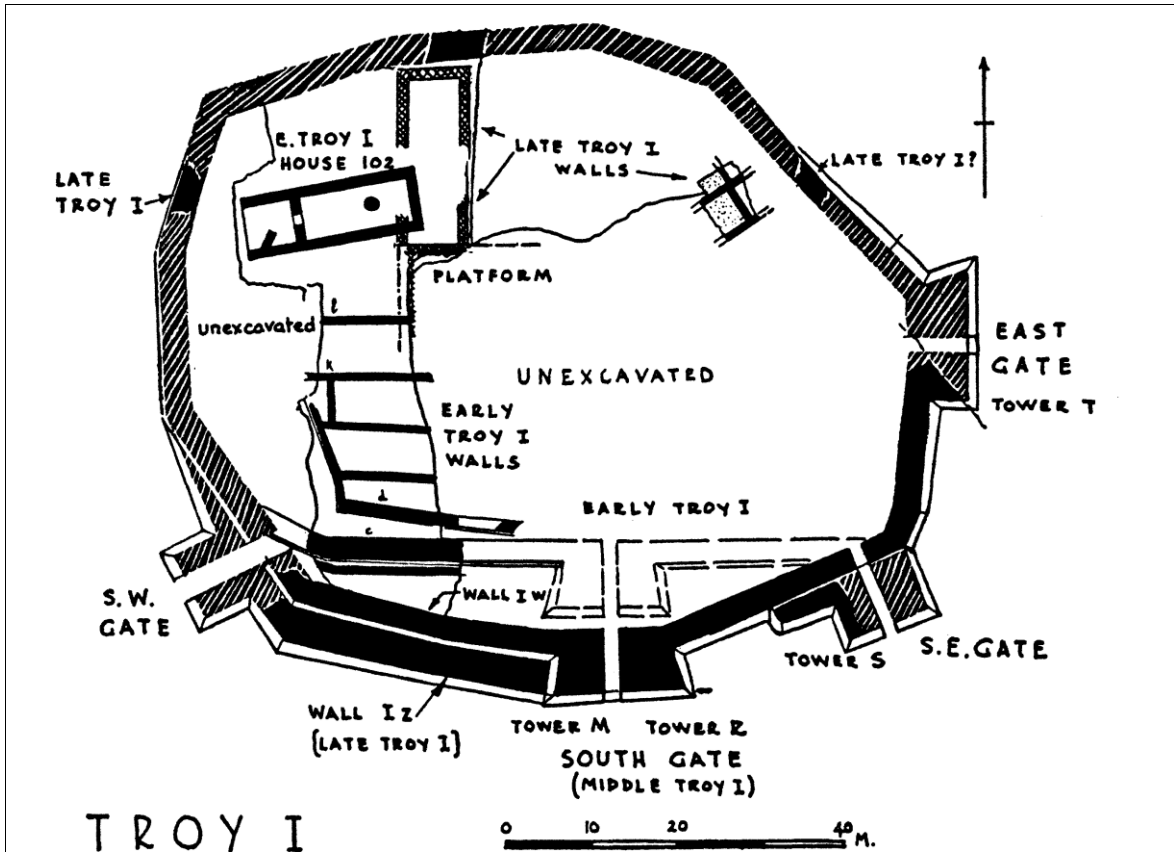 E. TROY I
HOUSE 102
LATE TROY I
WALLS
LATE TROY I?
LATE
TROY I
PLATFORM
l
unexcavated
EAST
GATE
TOWER T
k
UNEXCAVATED
EARLY
TROY I
WALLS
d
EARLY TROY I
c
S.W.
GATE
WALL I W
TOWER S
S.E. GATE
WALL I Z
(LATE TROY I)
TOWER M
TOWER R
SOUTH GATE
(MIDDLE TROY I)
TROY I
0 10 20 40 M.